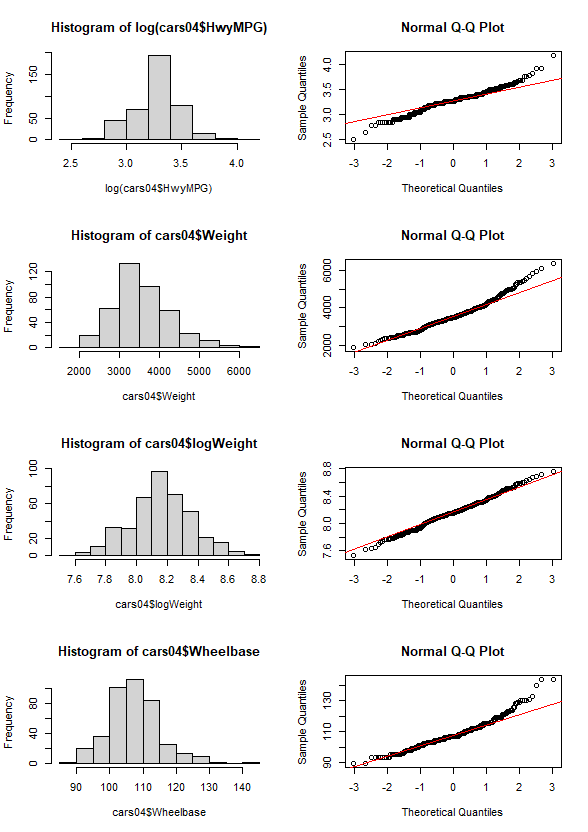 Histogram of log(cars04$HwyMPG)
Frequency
0 50 150
2.5 3.0 3.5 4.0
log(cars04$HwyMPG)
Normal Q-Q Plot
Sample Quantiles
2.5 3.0 3.5 4.0
-3 -2 -1 0 1 2 3
Theoretical Quantiles
Histogram of cars04$Weight
Frequency
0 40 80 120
2000 3000 4000 5000 6000
cars04$Weight
Normal Q-Q Plot
Sample Quantiles
2000 4000 6000
-3 -2 -1 0 1 2 3
Theoretical Quantiles
Histogram of cars04$logWeight
Frequency
0 20 60 100
7.6 7.8 8.0 8.2 8.4 8.6 8.8
cars04$logWeight
Normal Q-Q Plot
Sample Quantiles
7.6 8.0 8.4 8.8
-3 -2 -1 0 1 2 3
Theoretical Quantiles
Histogram of cars04$Wheelbase
Frequency
0 40 80
90 100 110 120 130 140
cars04$Wheelbase
Normal Q-Q Plot
Sample Quantiles
90 110 130
-3 -2 -1 0 1 2 3
Theoretical Quantiles